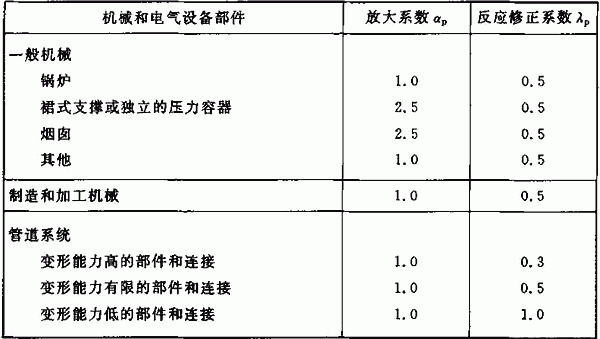 机械和电气设备部件 放大系数 αp 反应修正系数 λp
一般机械
锅炉 1.0 0.5
裙式支撑或独立的压力容器 2.5 0.5
烟囱 2.5 0.5
其他 1.0 0.5
制造和加工机械 1.0 0.5
管道系统
变形能力高的部件和连接 1.0 0.3
变形能力有限的部件和连接 1.0 0.5
变形能力低的部件和连接 1.0 1.0